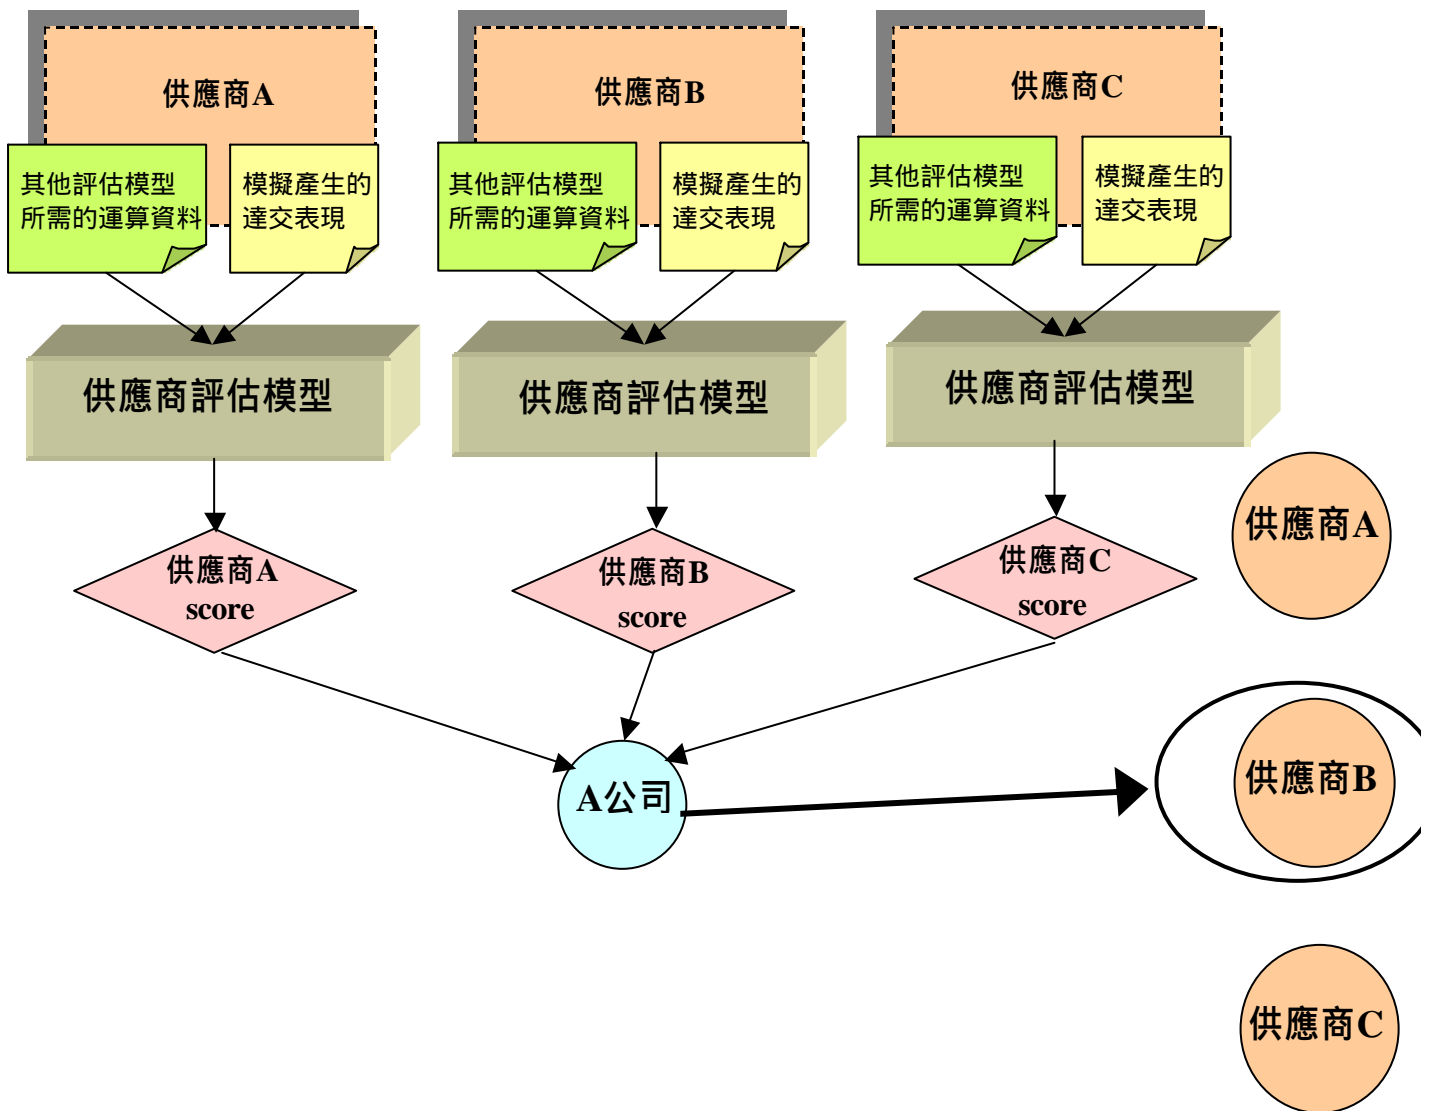 供應商A
供應商B
供應商C
其他評估模型
所需的運算資料
模擬產生的
達交表現
其他評估模型
所需的運算資料
模擬產生的
達交表現
其他評估模型
所需的運算資料
模擬產生的
達交表現
供應商評估模型
供應商評估模型
供應商評估模型
供應商A
score
供應商B
score
供應商C
score
供應商A
A公司
供應商B
供應商C